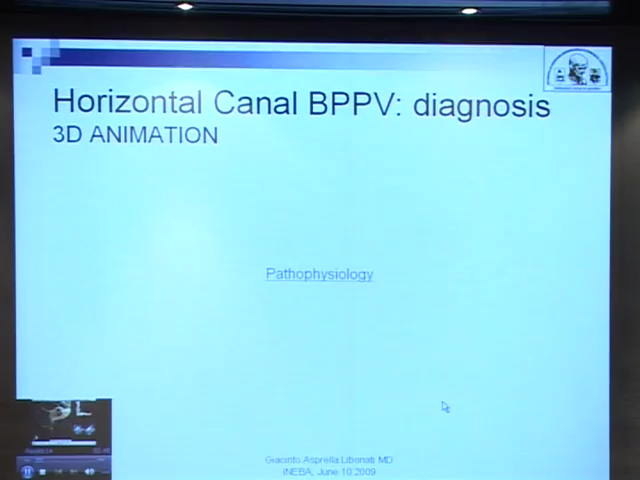 Horizontal Canal BPPV: diagnosis
3D ANIMATION
Pathophysiology
Giacinto Asprella Libonati MD
INEBA, June 10 2009